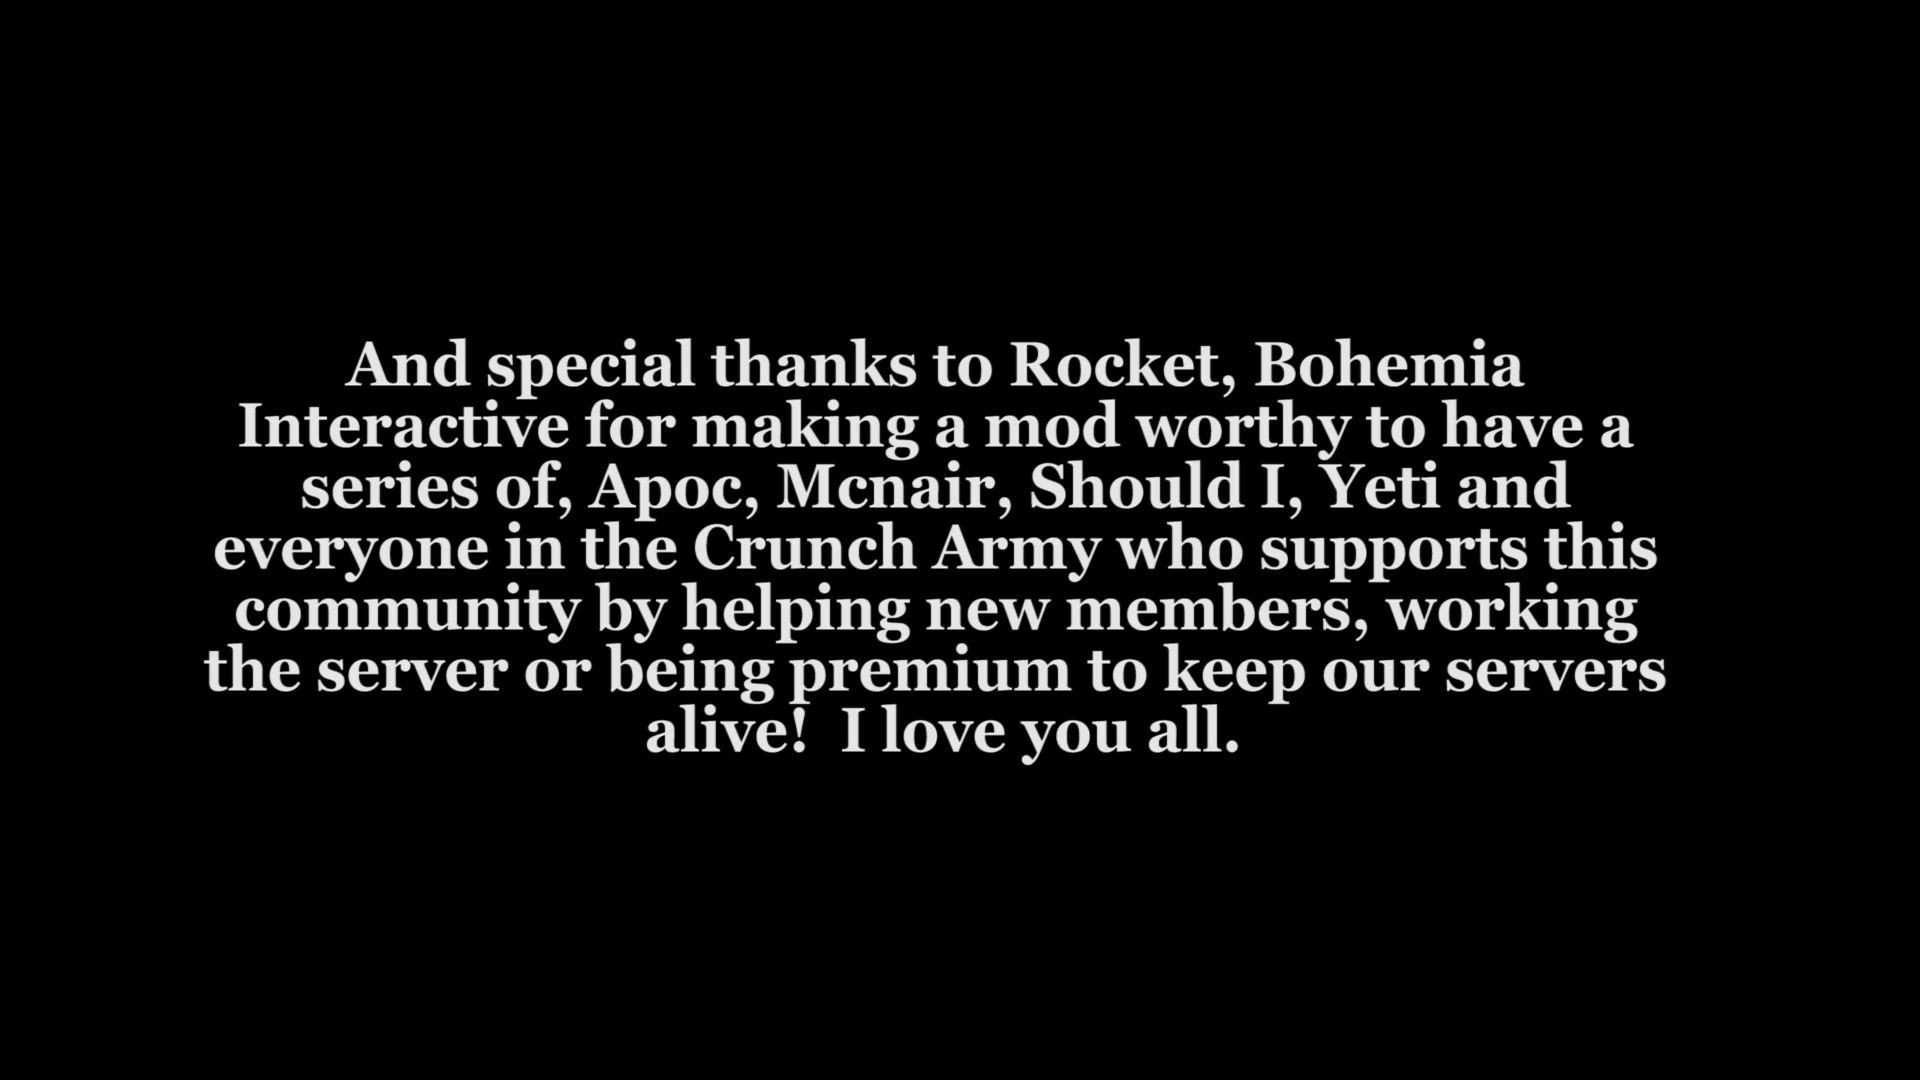 And special thanks to Rocket, Bohemia
Interactive for making a mod worthy to have a
series of, Apoc, Mcnair, Should I, Yeti and
everyone in the Crunch Army who supports this
community by helping new members, working
the server or being premium to keep our servers
alive!  I love you all.